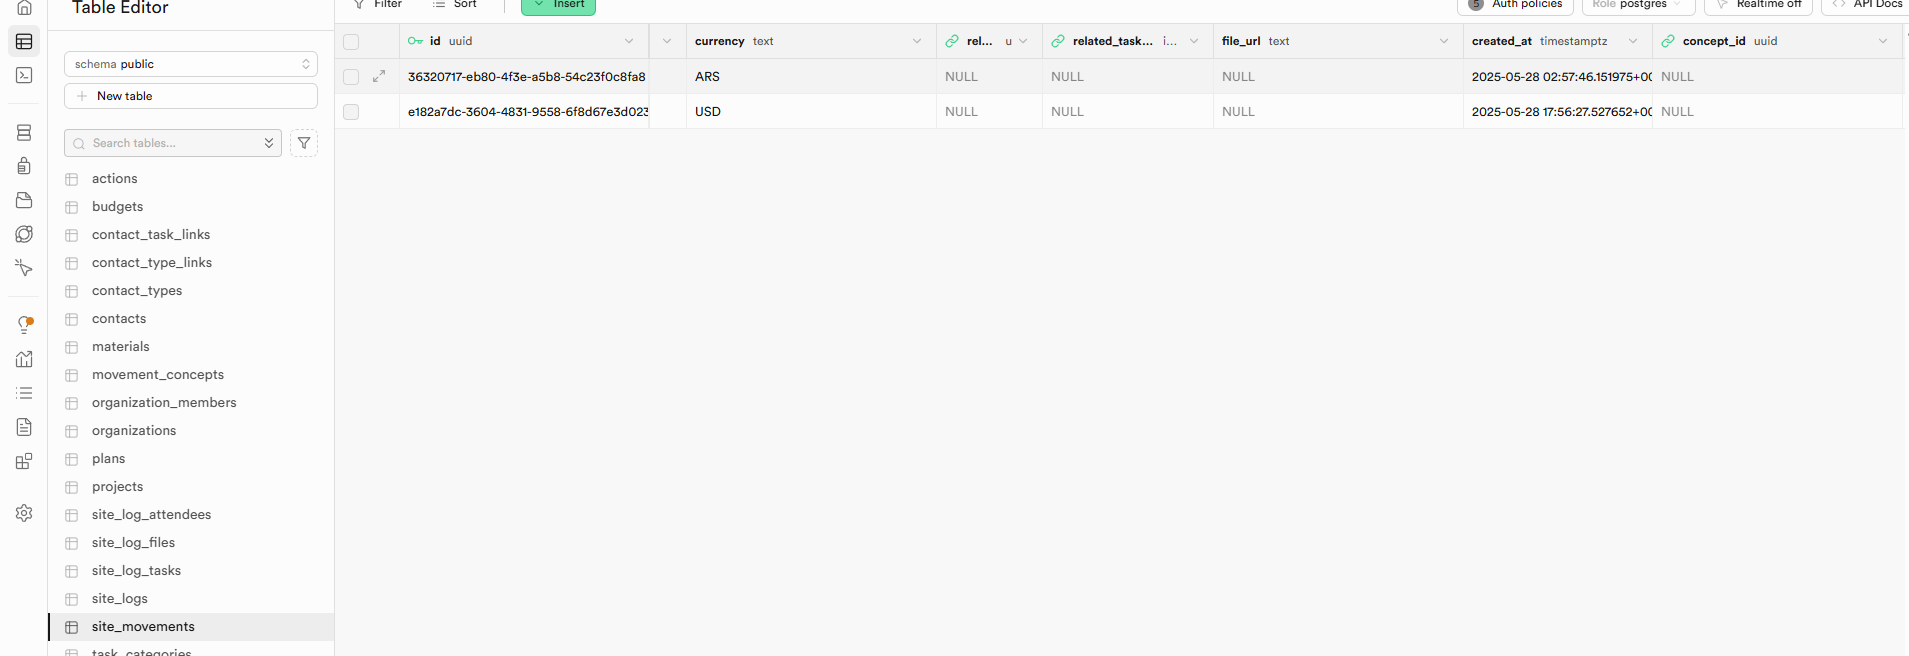 Table Editor
schema public
New table
Search tables...
actions
budgets
contact_task_links
contact_type_links
contact_types
contacts
materials
movement_concepts
organization_members
organizations
plans
projects
site_log_attendees
site_log_files
site_log_tasks
site_logs
site_movements
task_categories
Filter Sort Insert 5 Auth policies Role postgres Realtime off API Docs
id uuid currency text rel... u related_task... i... file_url text created_at timestamptz concept_id uuid
36320717-eb80-4f3e-a5b8-54c23f0c8fa8 ARS NULL NULL NULL 2025-05-28 02:57:46.151975+00 NULL
e182a7dc-3604-4831-9558-6f8d67e3d023 USD NULL NULL NULL 2025-05-28 17:56:27.527652+00 NULL